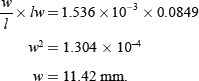 w/l × lw = 1.536 × 10⁻³ × 0.0849
w² = 1.304 × 10⁻⁴
w = 11.42 mm.